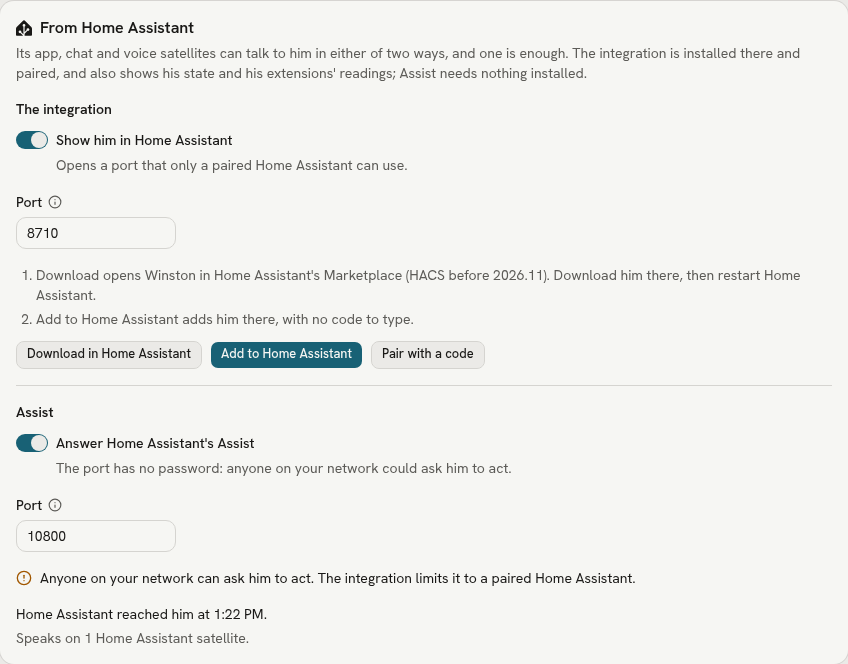 From Home Assistant
Its app, chat and voice satellites can talk to him in either of two ways, and one is enough. The integration is installed there and
paired, and also shows his state and his extensions' readings; Assist needs nothing installed.
The integration
Show him in Home Assistant
Opens a port that only a paired Home Assistant can use.
Port
8710
1. Download opens Winston in Home Assistant's Marketplace (HACS before 2026.11). Download him there, then restart Home
Assistant.
2. Add to Home Assistant adds him there, with no code to type.
Download in Home Assistant Add to Home Assistant Pair with a code
Assist
Answer Home Assistant's Assist
The port has no password: anyone on your network could ask him to act.
Port
10800
Anyone on your network can ask him to act. The integration limits it to a paired Home Assistant.
Home Assistant reached him at 1:22 PM.
Speaks on 1 Home Assistant satellite.